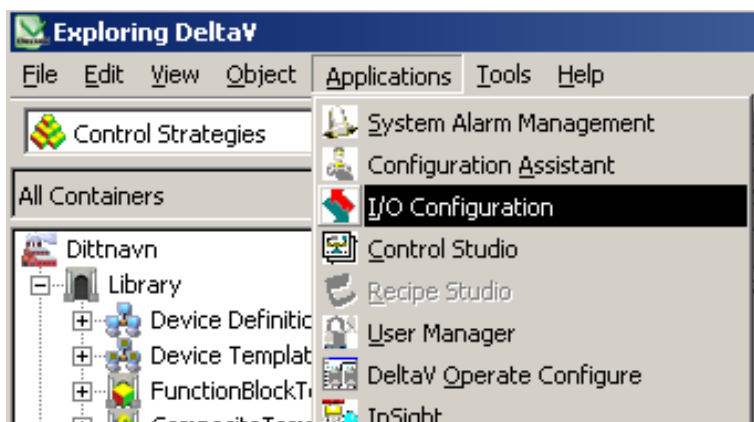 Exploring DeltaV
File Edit View Object Applications Tools Help
Control Strategies
All Containers
Dittnavn
Library
Device Definitic
Device Templat
FunctionBlockT
System Alarm Management
Configuration Assistant
I/O Configuration
Control Studio
Recipe Studio
User Manager
DeltaV Operate Configure
InSight